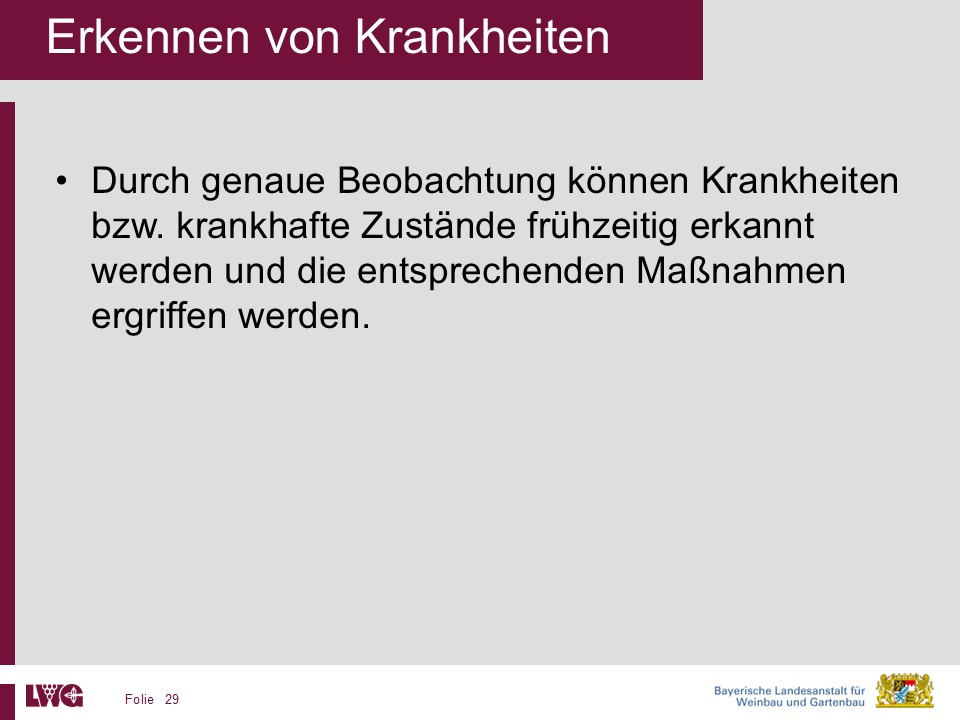 Erkennen von Krankheiten
• Durch genaue Beobachtung können Krankheiten
bzw. krankhafte Zustände frühzeitig erkannt
werden und die entsprechenden Maßnahmen
ergriffen werden.
LWG
Folie 29
Bayerische Landesanstalt für
Weinbau und Gartenbau